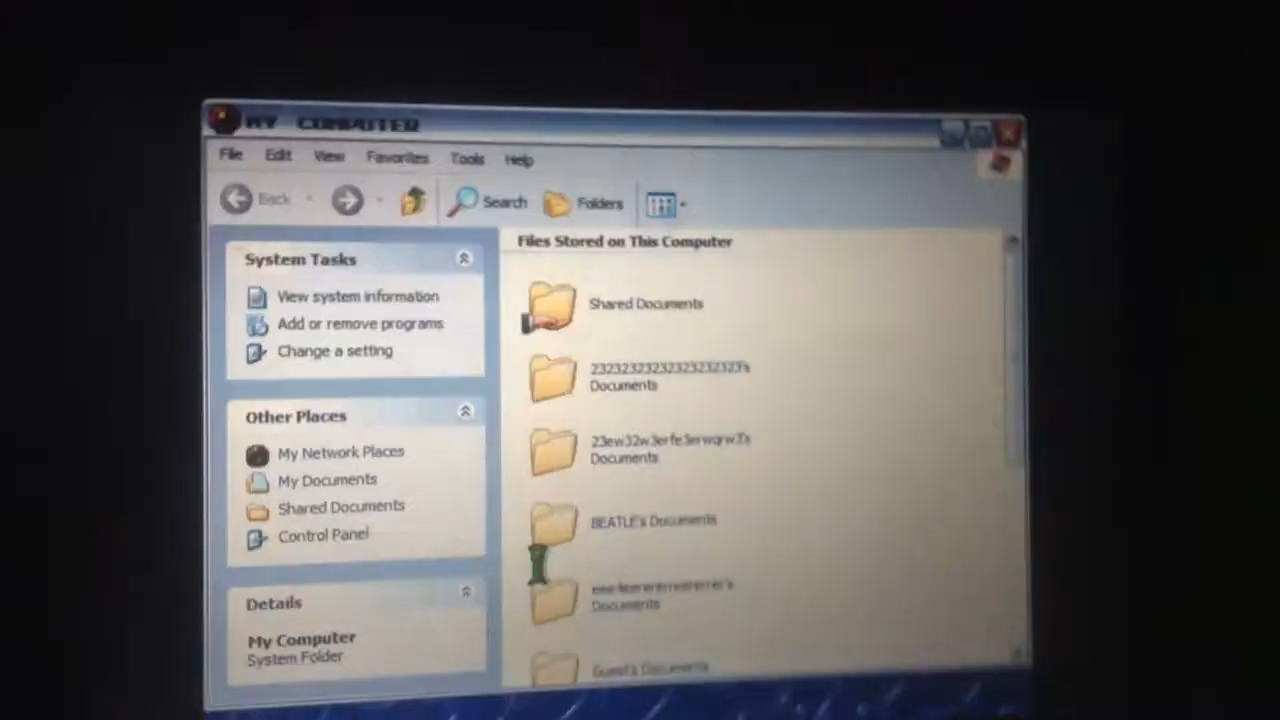 MY COMPUTER
File Edit View Favorites Tools Help
Back Search Folders
System Tasks
View system information
Add or remove programs
Change a setting
Other Places
My Network Places
My Documents
Shared Documents
Control Panel
Details
My Computer
System Folder
Files Stored on This Computer
Shared Documents
Documents
Documents
BEATLE's Documents
Documents
Guest's Documents